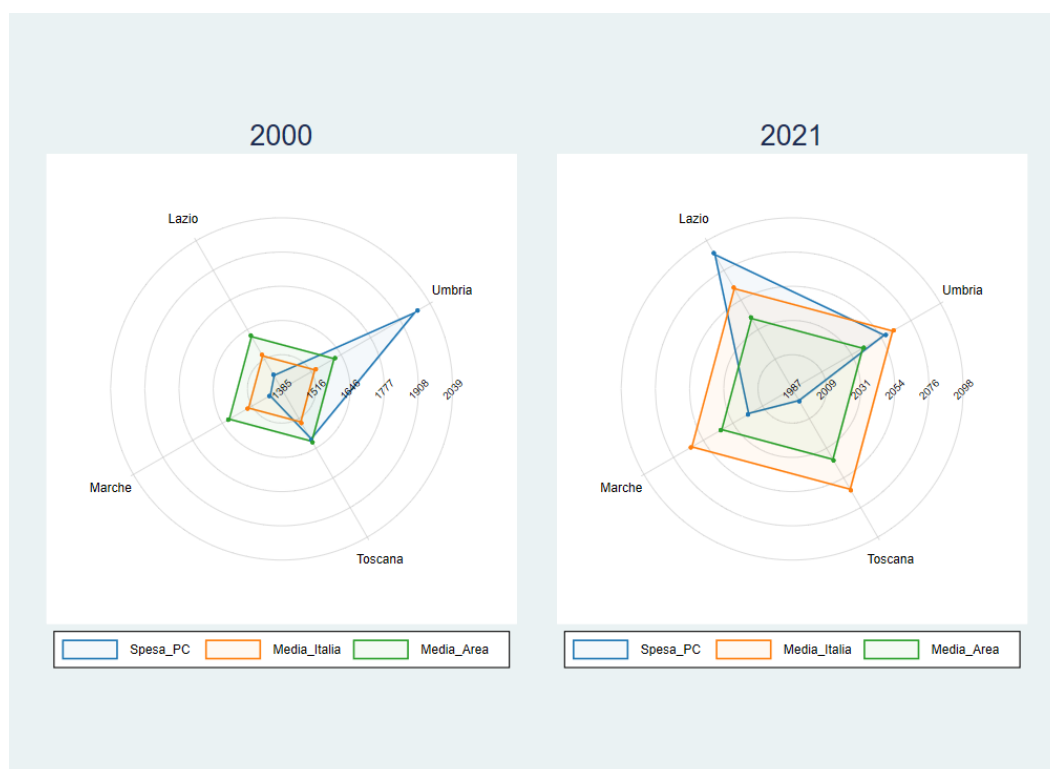 2000
2021
Lazio
Umbria
1385
1516
1646
1777
1908
2039
Marche
Toscana
Lazio
Umbria
1987
2009
2031
2054
2076
2098
Marche
Toscana
Spesa_PC Media_Italia Media_Area
Spesa_PC Media_Italia Media_Area